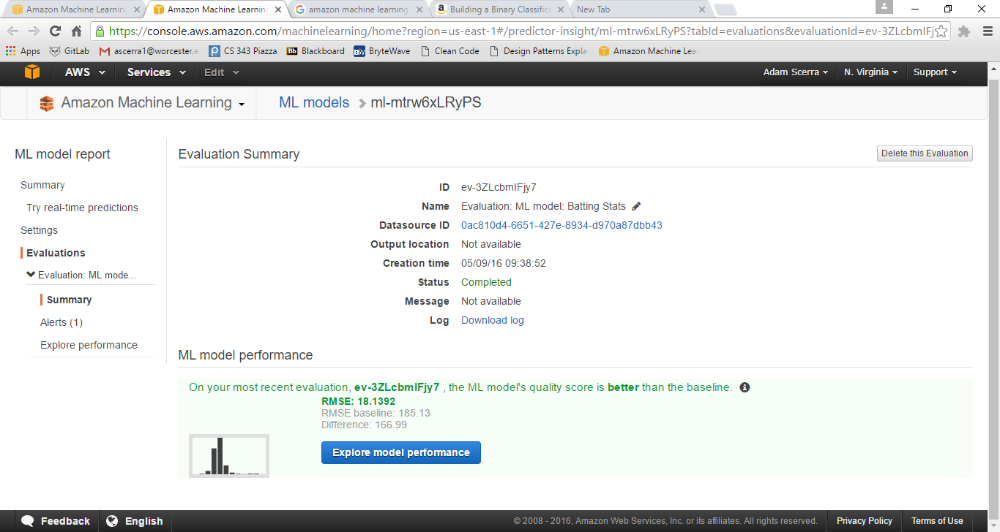 Amazon Machine Learning
Amazon Machine Learning
amazon machine learning
Building a Binary Classifica
New Tab
https://console.aws.amazon.com/machinelearning/home?region=us-east-1#/predictor-insight/ml-mtrw6xLRyPS?tabId=evaluations&evaluationId=ev-3ZLcbmIFj
Apps
GitLab
ascerra1@worcester.e
CS 343 Piazza
Bb Blackboard
BW BryteWave
Clean Code
Design Patterns Expla
Amazon Machine Lea
AWS Services Edit
Adam Scerra N. Virginia Support
Amazon Machine Learning
ML models ml-mtrw6xLRyPS
ML model report
Summary
Try real-time predictions
Settings
Evaluations
Evaluation: ML mode...
Summary
Alerts (1)
Explore performance
Evaluation Summary
Delete this Evaluation
ID ev-3ZLcbmIFjy7
Name Evaluation: ML model: Batting Stats
Datasource ID 0ac810d4-6651-427e-8934-d970a87dbb43
Output location Not available
Creation time 05/09/16 09:38:52
Status Completed
Message Not available
Log Download log
ML model performance
On your most recent evaluation, ev-3ZLcbmIFjy7 , the ML model's quality score is better than the baseline.
RMSE: 18.1392
RMSE baseline: 185.13
Difference: 166.99
Explore model performance
Feedback
English
© 2008 - 2016, Amazon Web Services, Inc. or its affiliates. All rights reserved.
Privacy Policy
Terms of Use